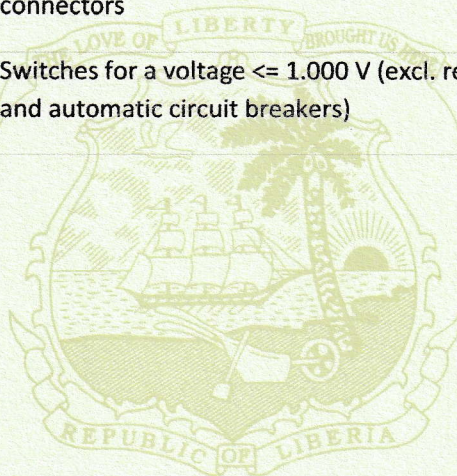 connectors
THE LOVE OF LIBERTY BROUGHT US HERE
Switches for a voltage <= 1.000 V (excl. re
and automatic circuit breakers)
REPUBLIC OF LIBERIA